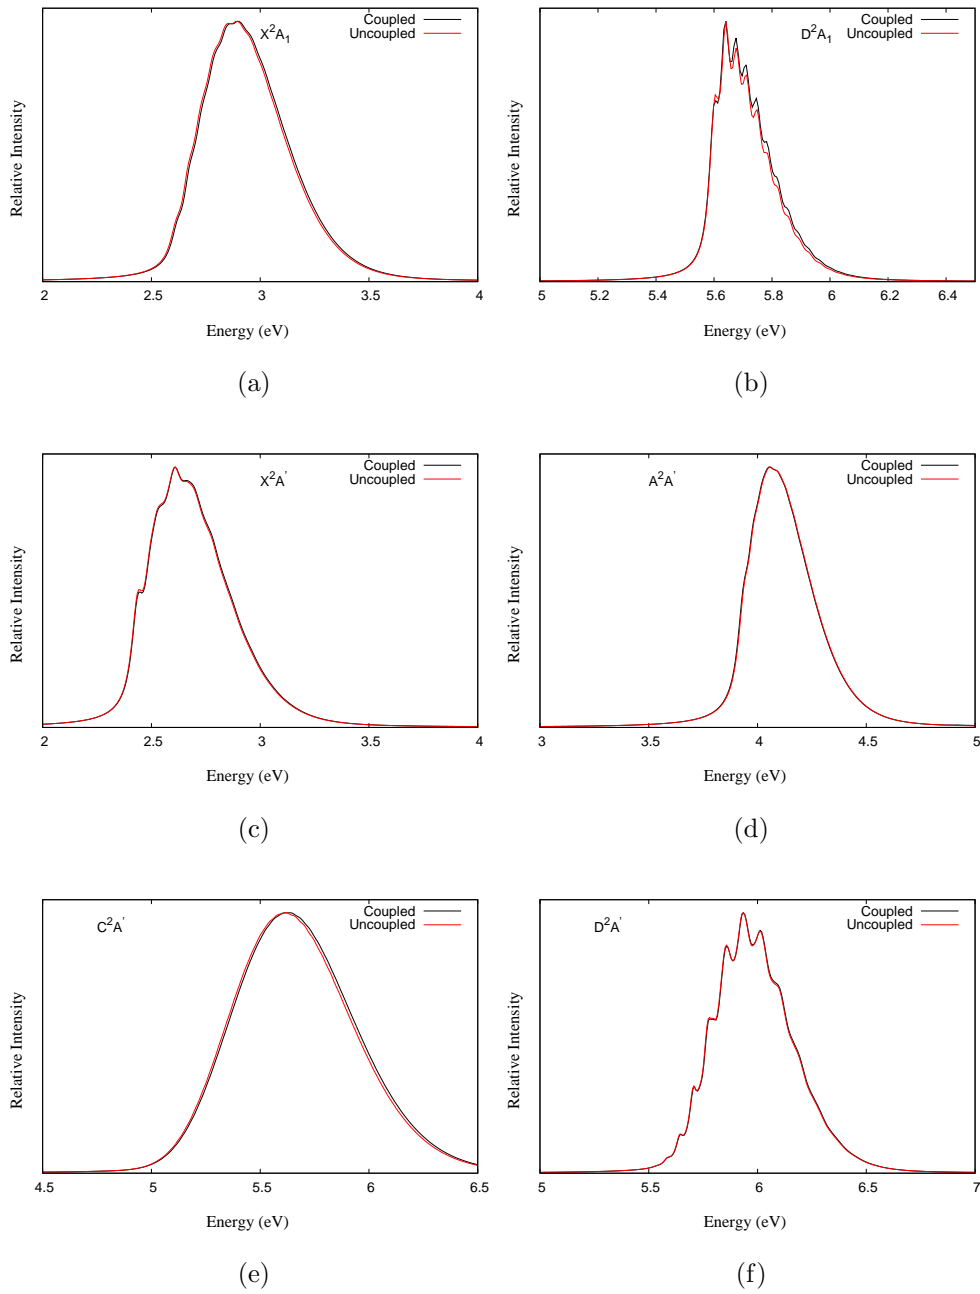 Coupled
Uncoupled
X²A₁
Relative Intensity
2 2.5 3 3.5 4
Energy (eV)
(a)
Coupled
D²A₁ Uncoupled
Relative Intensity
5 5.2 5.4 5.6 5.8 6 6.2 6.4
Energy (eV)
(b)
Coupled
X²A' Uncoupled
Relative Intensity
2 2.5 3 3.5 4
Energy (eV)
(c)
Coupled
A²A' Uncoupled
Relative Intensity
3 3.5 4 4.5 5
Energy (eV)
(d)
Coupled
C²A' Uncoupled
Relative Intensity
4.5 5 5.5 6 6.5
Energy (eV)
(e)
Coupled
D²A' Uncoupled
Relative Intensity
5 5.5 6 6.5 7
Energy (eV)
(f)